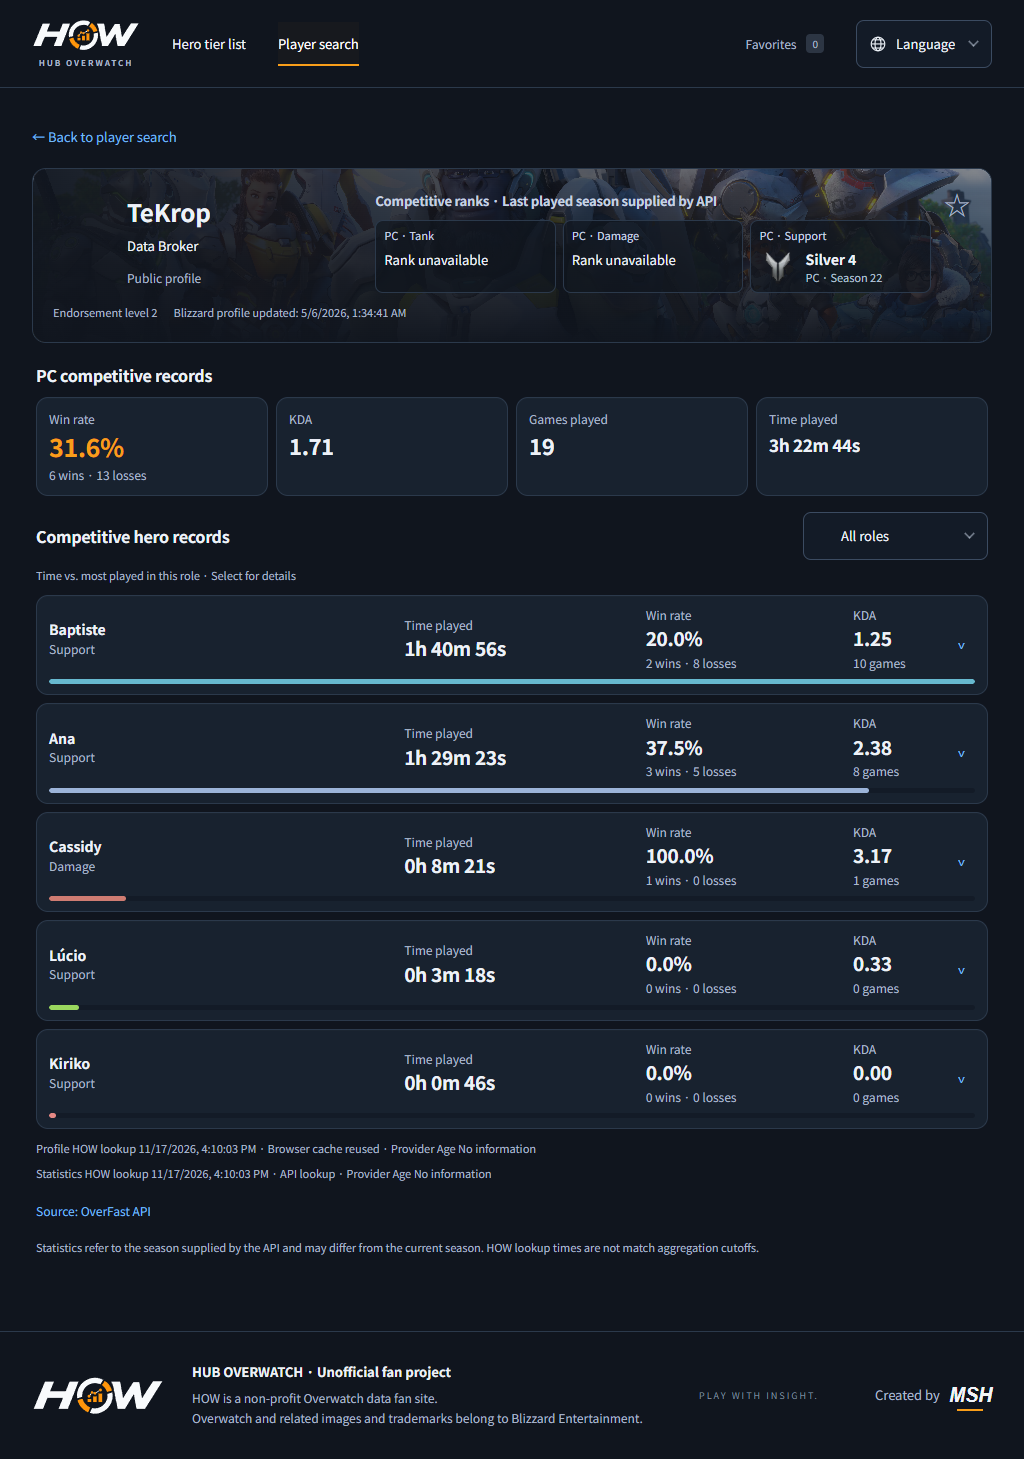 HOW
HUB OVERWATCH
Hero tier list
Player search
Favorites 0
Language
← Back to player search
TeKrop
Data Broker
Public profile
Competitive ranks · Last played season supplied by API
PC · Tank
Rank unavailable
PC · Damage
Rank unavailable
PC · Support
Silver 4
PC · Season 22
Endorsement level 2
Blizzard profile updated: 5/6/2026, 1:34:41 AM
PC competitive records
Win rate
31.6%
6 wins · 13 losses
KDA
1.71
Games played
19
Time played
3h 22m 44s
Competitive hero records
All roles
Time vs. most played in this role · Select for details
Baptiste
Support
Time played
1h 40m 56s
Win rate
20.0%
2 wins · 8 losses
KDA
1.25
10 games
v
Ana
Support
Time played
1h 29m 23s
Win rate
37.5%
3 wins · 5 losses
KDA
2.38
8 games
v
Cassidy
Damage
Time played
0h 8m 21s
Win rate
100.0%
1 wins · 0 losses
KDA
3.17
1 games
v
Lúcio
Support
Time played
0h 3m 18s
Win rate
0.0%
0 wins · 0 losses
KDA
0.33
0 games
v
Kiriko
Support
Time played
0h 0m 46s
Win rate
0.0%
0 wins · 0 losses
KDA
0.00
0 games
v
Profile HOW lookup 11/17/2026, 4:10:03 PM · Browser cache reused · Provider Age No information
Statistics HOW lookup 11/17/2026, 4:10:03 PM · API lookup · Provider Age No information
Source: OverFast API
Statistics refer to the season supplied by the API and may differ from the current season. HOW lookup times are not match aggregation cutoffs.
HOW
HUB OVERWATCH · Unofficial fan project
HOW is a non-profit Overwatch data fan site.
Overwatch and related images and trademarks belong to Blizzard Entertainment.
PLAY WITH INSIGHT.
Created by MSH